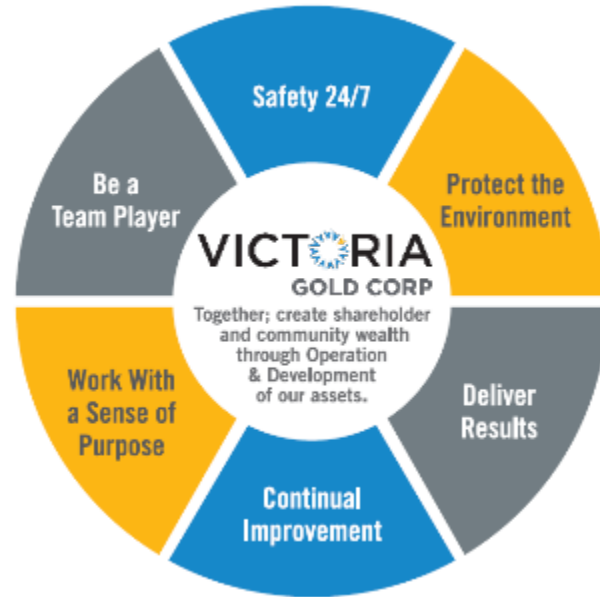 Safety 24/7
Protect the
Environment
Deliver
Results
Continual
Improvement
Work With
a Sense of
Purpose
Be a
Team Player
VICTORIA
GOLD CORP
Together; create shareholder
and community wealth
through Operation
& Development
of our assets.